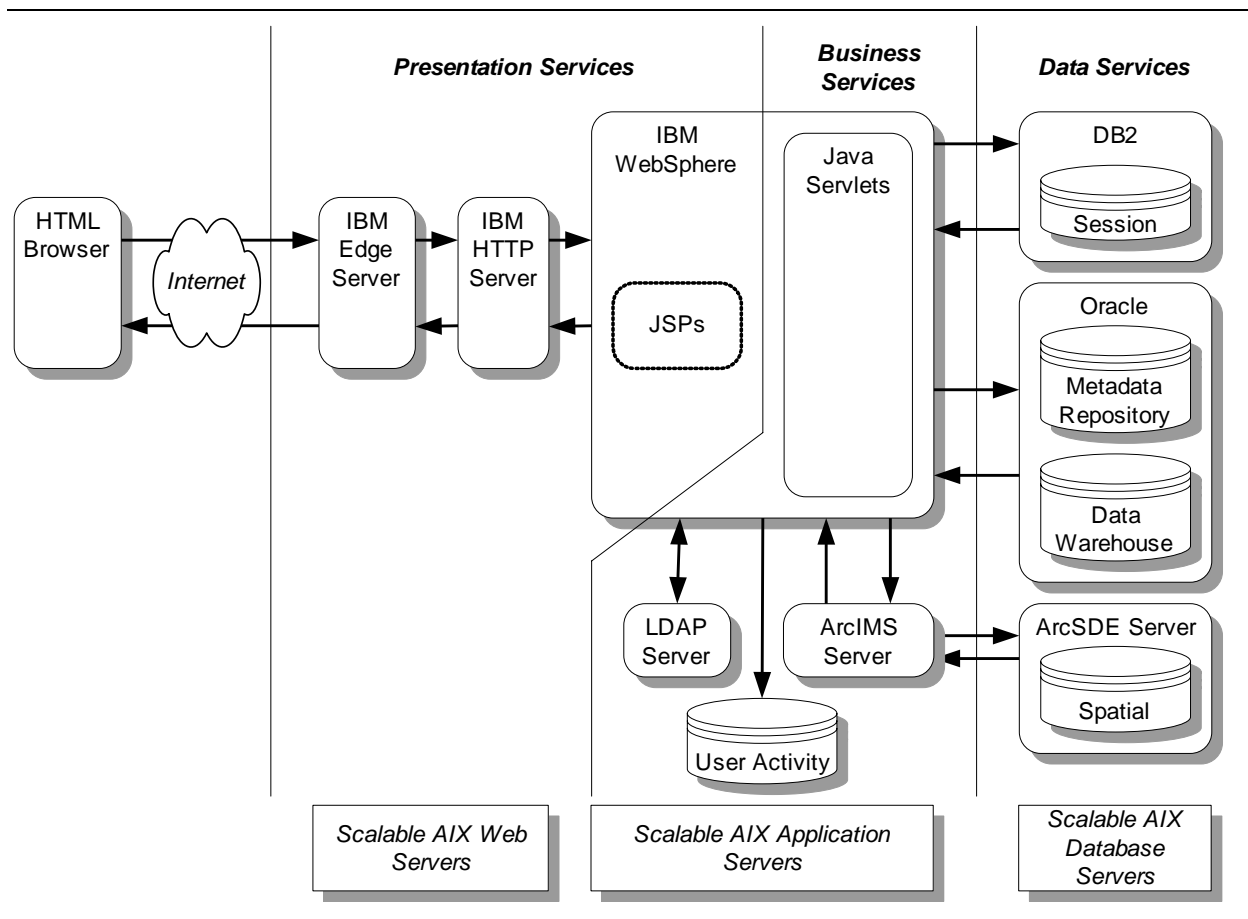 Presentation Services
Business
Services
Data Services
HTML
Browser
Internet
IBM
Edge
Server
IBM
HTTP
Server
IBM
WebSphere
JSPs
Java
Servlets
DB2
Session
Oracle
Metadata
Repository
Data
Warehouse
LDAP
Server
ArcIMS
Server
ArcSDE Server
Spatial
User Activity
Scalable AIX Web
Servers
Scalable AIX Application
Servers
Scalable AIX
Database
Servers